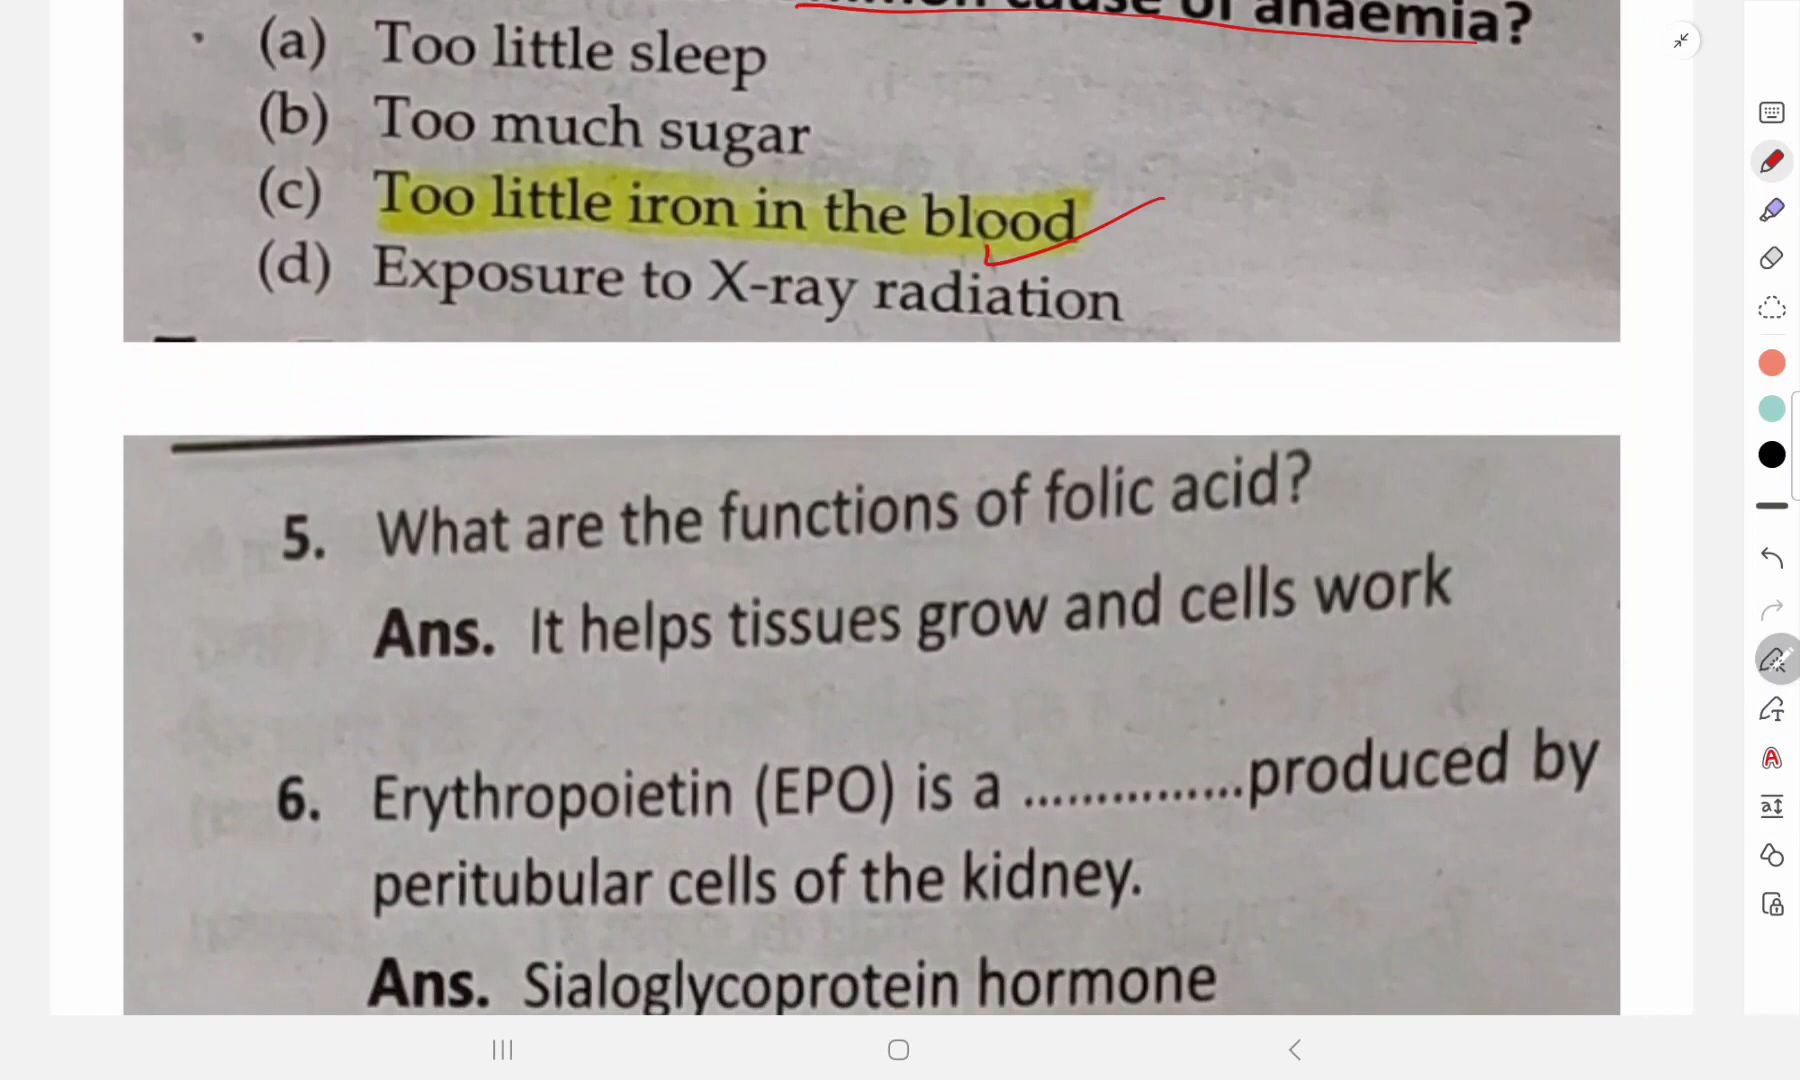 cause of anaemia?
(a) Too little sleep
(b) Too much sugar
(c) Too little iron in the blood
(d) Exposure to X-ray radiation
5. What are the functions of folic acid?
Ans. It helps tissues grow and cells work
6. Erythropoietin (EPO) is a ...............produced by
peritubular cells of the kidney.
Ans. Sialoglycoprotein hormone